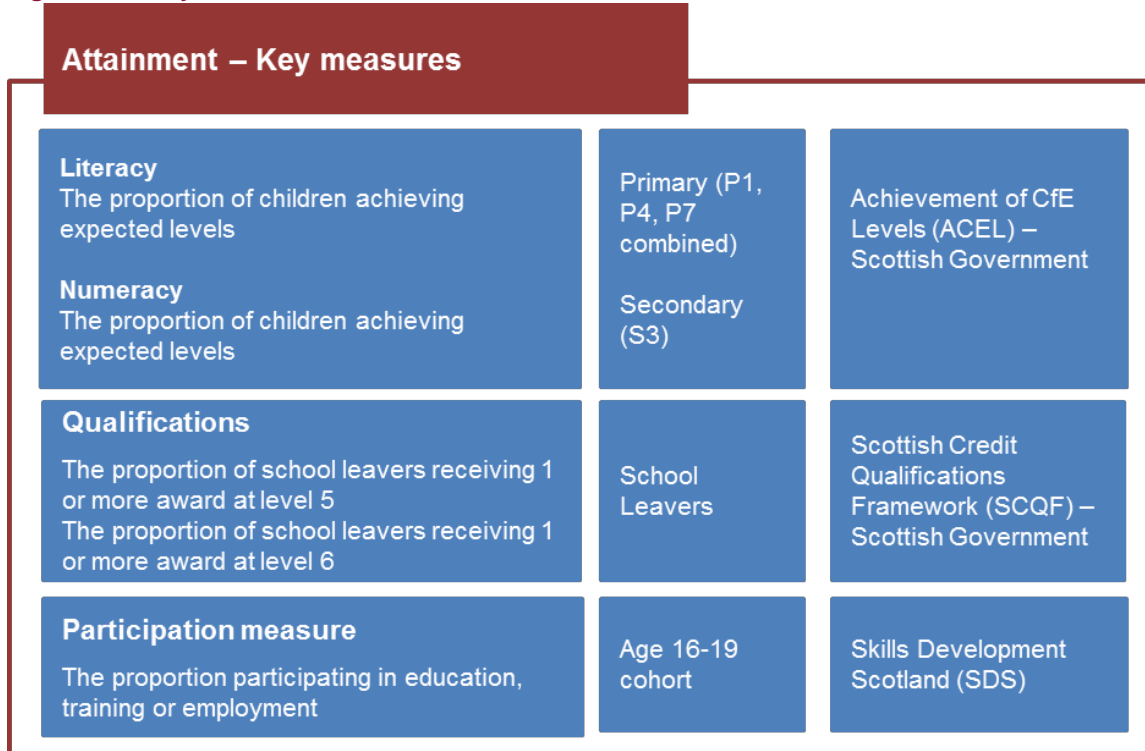 Attainment – Key measures
Literacy
The proportion of children achieving
expected levels
Numeracy
The proportion of children achieving
expected levels
Primary (P1,
P4, P7
combined)
Secondary
(S3)
Achievement of CfE
Levels (ACEL) –
Scottish Government
Qualifications
The proportion of school leavers receiving 1
or more award at level 5
The proportion of school leavers receiving 1
or more award at level 6
School
Leavers
Scottish Credit
Qualifications
Framework (SCQF) –
Scottish Government
Participation measure
The proportion participating in education,
training or employment
Age 16-19
cohort
Skills Development
Scotland (SDS)